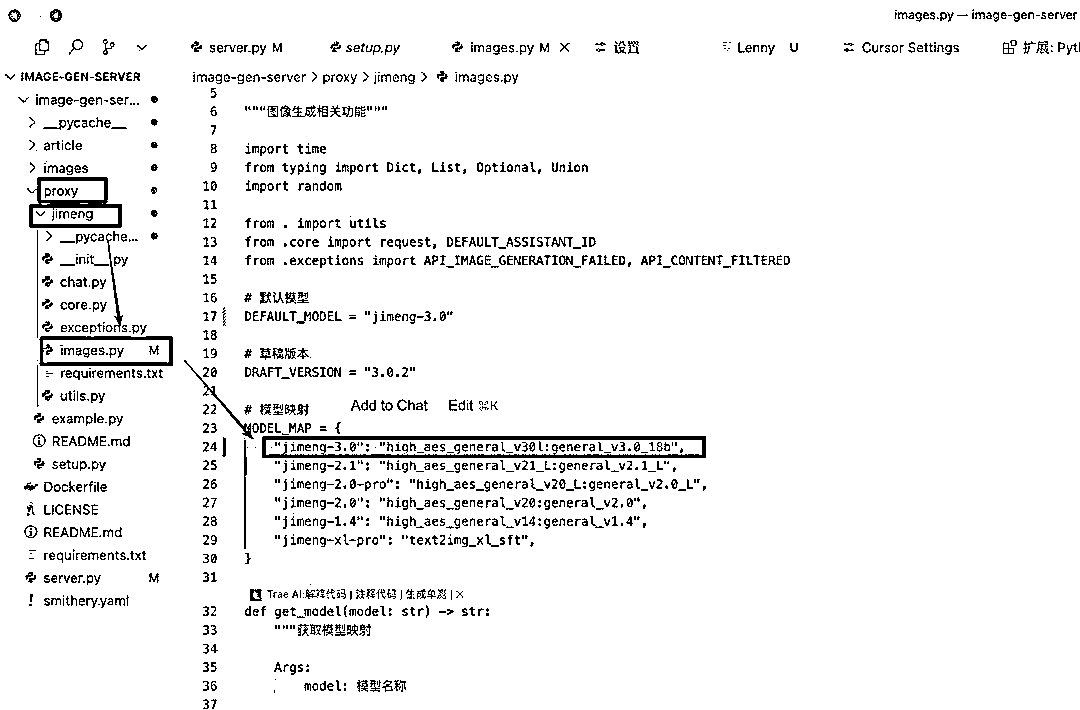 images.py — image-gen-server
server.py M
setup.py
images.py M
设置
Lenny U
Cursor Settings
扩展: Pyt
IMAGE-GEN-SERVER
image-gen-ser...
__pycache__
article
images
proxy
jimeng
__pycache...
__init__.py
chat.py
core.py
exceptions.py
images.py M
requirements.txt
utils.py
example.py
README.md
setup.py
Dockerfile
LICENSE
README.md
requirements.txt
server.py M
smithery.yaml
image-gen-server > proxy > jimeng > images.py
5
6 """图像生成相关功能"""
7
8 import time
9 from typing import Dict, List, Optional, Union
10 import random
11
12 from . import utils
13 from .core import request, DEFAULT_ASSISTANT_ID
14 from .exceptions import API_IMAGE_GENERATION_FAILED, API_CONTENT_FILTERED
15
16 # 默认模型
17 DEFAULT_MODEL = "jimeng-3.0"
18
19 # 草稿版本
20 DRAFT_VERSION = "3.0.2"
21
22 # 模型映射
Add to Chat Edit ⌘K
23 MODEL_MAP = {
24 "jimeng-3.0": "high_aes_general_v30l:general_v3.0_18b",
25 "jimeng-2.1": "high_aes_general_v21_L:general_v2.1_L",
26 "jimeng-2.0-pro": "high_aes_general_v20_L:general_v2.0_L",
27 "jimeng-2.0": "high_aes_general_v20:general_v2.0",
28 "jimeng-1.4": "high_aes_general_v14:general_v1.4",
29 "jimeng-xl-pro": "text2img_xl_sft",
30 }
31
Trae AI:解释代码 | 注释代码 | 生成单测 | X
32 def get_model(model: str) -> str:
33 """获取模型映射
34
35 Args:
36 model: 模型名称
37